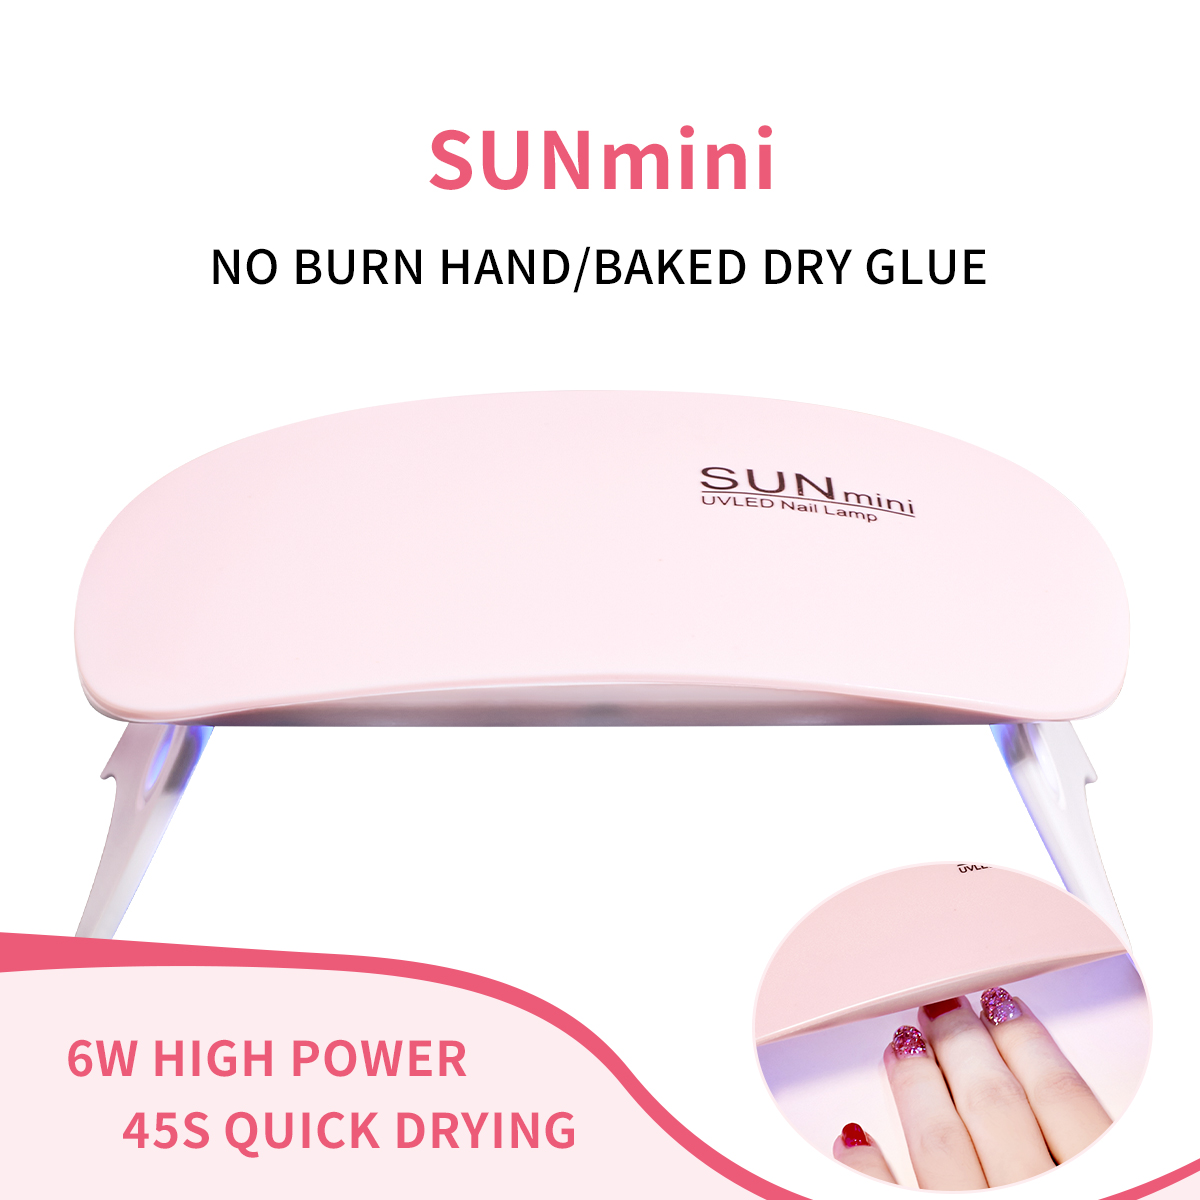 SUNmini
NO BURN HAND/BAKED DRY GLUE
SUNmini
UVLED Nail Lamp
6W HIGH POWER
45S QUICK DRYING